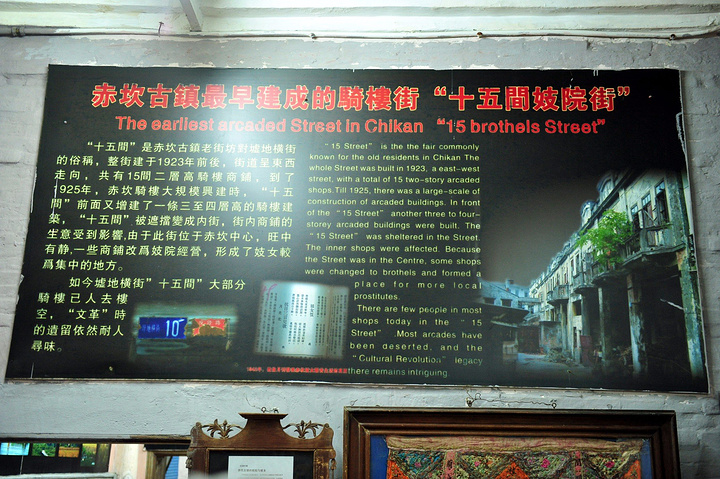 赤坎古鎮最早建成的騎樓街 “十五間妓院街”
The earliest arcaded Street in Chikan “15 brothels Street”
“十五間”是赤坎古鎮老街坊對墟地橫街
的俗稱，整街建于1923年前後，街道呈東西
走向，共有15間二層高騎樓商鋪，到了
1925年，赤坎騎樓大規模興建時，“十五
間”前面又增建了一條三至四層高的騎樓建
築，“十五間”被遮擋變成内街，街内商鋪的
生意受到影響，由于此街位于赤坎中心，旺中
有静，一些商鋪改爲妓院經營，形成了妓女較
爲集中的地方。
如今墟地橫街”十五間”大部分
騎樓已人去樓
空，“文革”時
的遺留依然耐人
尋味。
“15 Street” is the the fair commonly
known for the old residents in Chikan The
whole Street was built in 1923, a east–west
street, with a total of 15 two-story arcaded
shops.Till 1925, there was a large-scale of
construction of arcaded buildings. In front
of the “15 Street” another three to four-
storey arcaded buildings were built. The
“15 Street” was sheltered in the Street.
The inner shops were affected. Because
the Street was in the Centre, some shops
were changed to brothels and formed a
place for more local
prostitutes.
There are few people in most
shops today in the “15
Street” .Most arcades have
been deserted, and the
“Cultural Revolution” legacy
there remains intriguing.
10